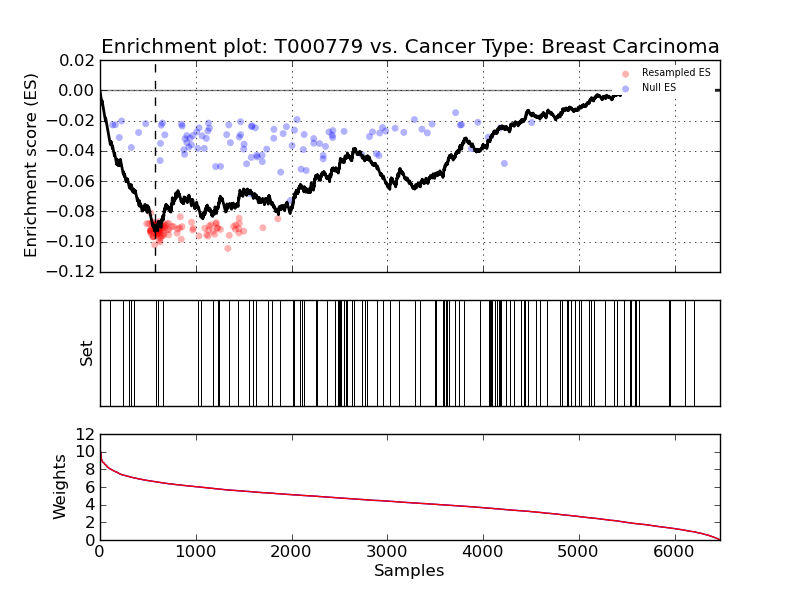 Enrichment plot: T000779 vs. Cancer Type: Breast Carcinoma
Enrichment score (ES)
0.02
0.00
−0.02
−0.04
−0.06
−0.08
−0.10
−0.12
Resampled ES
Null ES
Set
Weights
12
10
8
6
4
2
0
0 1000 2000 3000 4000 5000 6000
Samples